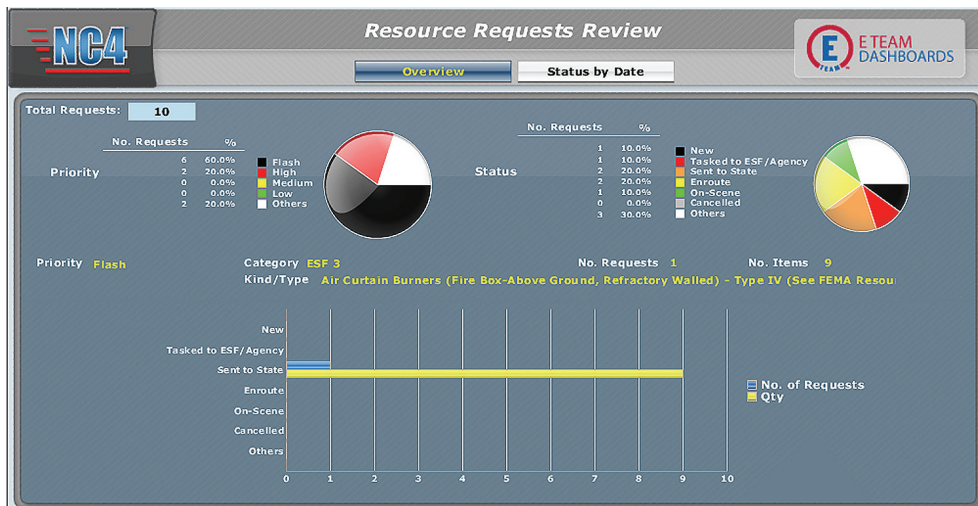 NC4
Resource Requests Review
E
TEAM
E TEAM
DASHBOARDS
Overview
Status by Date
Total Requests: 10
Priority
No. Requests %
6 60.0% Flash
2 20.0% High
0 0.0% Medium
0 0.0% Low
2 20.0% Others
Status
No. Requests %
1 10.0% New
1 10.0% Tasked to ESF/Agency
2 20.0% Sent to State
2 20.0% Enroute
1 10.0% On-Scene
0 0.0% Cancelled
3 30.0% Others
Priority Flash Category ESF 3 No. Requests 1 No. Items 9
Kind/Type Air Curtain Burners (Fire Box-Above Ground, Refractory Walled) - Type IV (See FEMA Resou
New
Tasked to ESF/Agency
Sent to State
Enroute
On-Scene
Cancelled
Others
0 1 2 3 4 5 6 7 8 9 10
No. of Requests
Qty